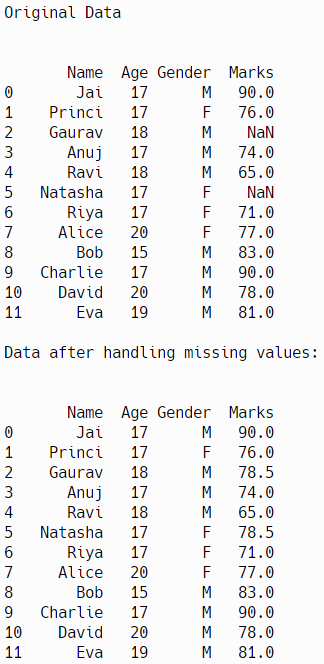 Original Data
Name Age Gender Marks
0 Jai 17 M 90.0
1 Princi 17 F 76.0
2 Gaurav 18 M NaN
3 Anuj 17 M 74.0
4 Ravi 18 M 65.0
5 Natasha 17 F NaN
6 Riya 17 F 71.0
7 Alice 20 F 77.0
8 Bob 15 M 83.0
9 Charlie 17 M 90.0
10 David 20 M 78.0
11 Eva 19 M 81.0
Data after handling missing values:
Name Age Gender Marks
0 Jai 17 M 90.0
1 Princi 17 F 76.0
2 Gaurav 18 M 78.5
3 Anuj 17 M 74.0
4 Ravi 18 M 65.0
5 Natasha 17 F 78.5
6 Riya 17 F 71.0
7 Alice 20 F 77.0
8 Bob 15 M 83.0
9 Charlie 17 M 90.0
10 David 20 M 78.0
11 Eva 19 M 81.0